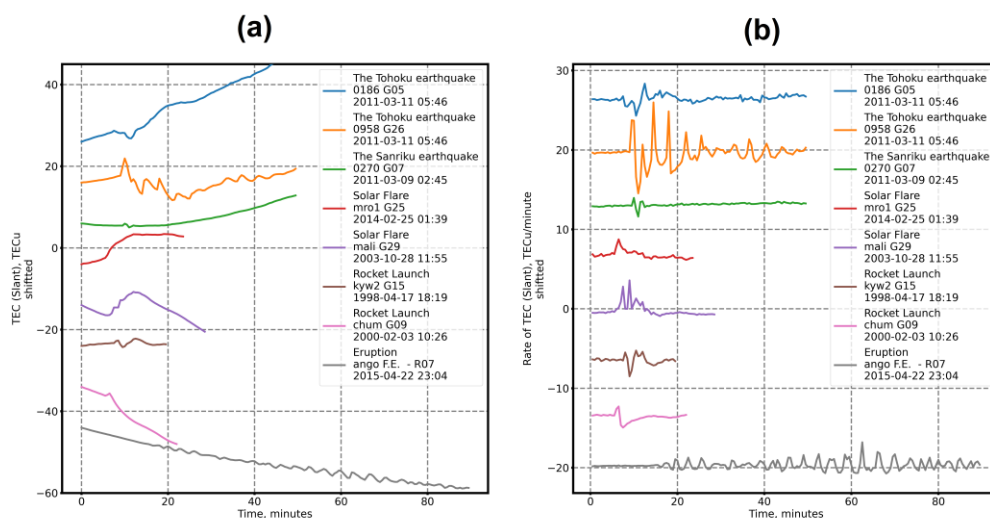 (a)
TEC (Slant), TECu
shiftted
40
20
0
−20
−40
−60
0
20
40
60
80
Time, minutes
The Tohoku earthquake
0186 G05
2011-03-11 05:46
The Tohoku earthquake
0958 G26
2011-03-11 05:46
The Sanriku earthquake
0270 G07
2011-03-09 02:45
Solar Flare
mro1 G25
2014-02-25 01:39
Solar Flare
mali G29
2003-10-28 11:55
Rocket Launch
kyw2 G15
1998-04-17 18:19
Rocket Launch
chum G09
2000-02-03 10:26
Eruption
ango F.E.  - R07
2015-04-22 23:04
(b)
Rate of TEC (Slant), TECu/minute
shiftted
30
20
10
0
−10
−20
0
20
40
60
80
Time, minutes
The Tohoku earthquake
0186 G05
2011-03-11 05:46
The Tohoku earthquake
0958 G26
2011-03-11 05:46
The Sanriku earthquake
0270 G07
2011-03-09 02:45
Solar Flare
mro1 G25
2014-02-25 01:39
Solar Flare
mali G29
2003-10-28 11:55
Rocket Launch
kyw2 G15
1998-04-17 18:19
Rocket Launch
chum G09
2000-02-03 10:26
Eruption
ango F.E.  - R07
2015-04-22 23:04